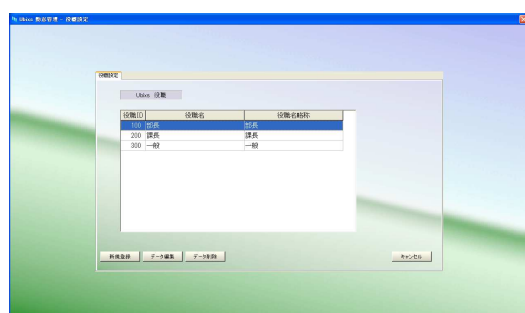 Ubios 勤怠管理 - 役職設定
役職設定
Ubios 役職
役職ID 役職名 役職名略称
100 部長 部長
200 課長 課長
300 一般 一般
新規登録 データ編集 データ削除 キャンセル